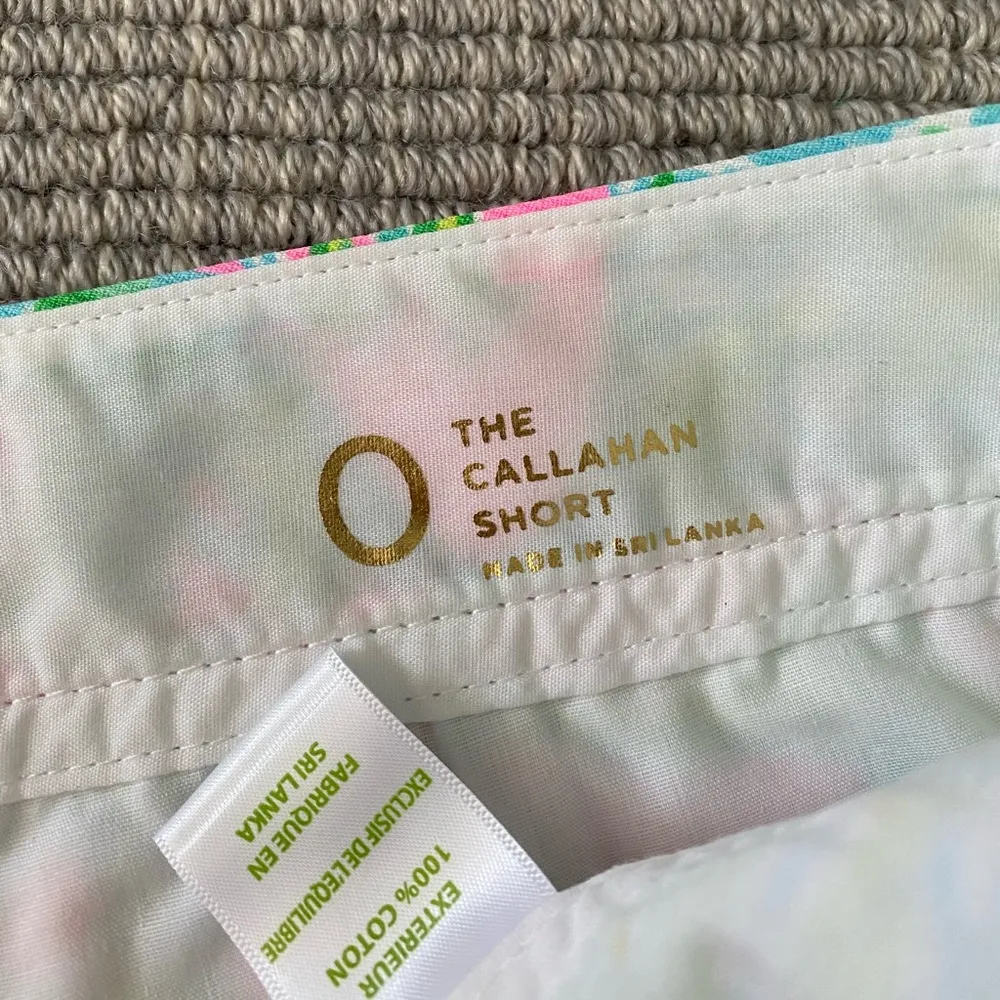 0
THE
CALLAHAN
SHORT
MADE IN SRI LANKA
EXTERIEUR
100% COTON
EXCLUSIF DE L'EQUILIBRE
FABRIQUE EN
SRI LANKA